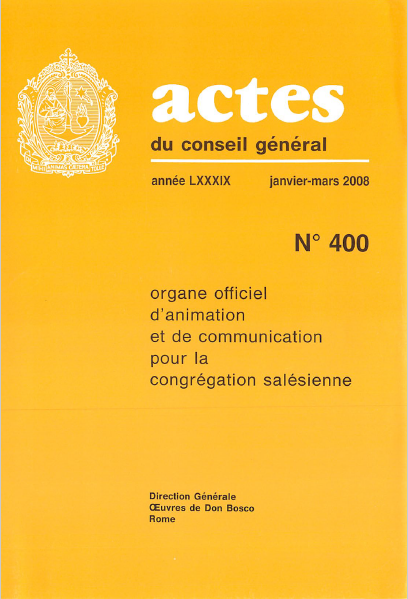 actes
du conseil général
année LXXXIX janvier-mars 2008
N° 400
organe officiel
d'animation
et de communication
pour la
congrégation salésienne
Direction Générale
Œuvres de Don Bosco
Rome